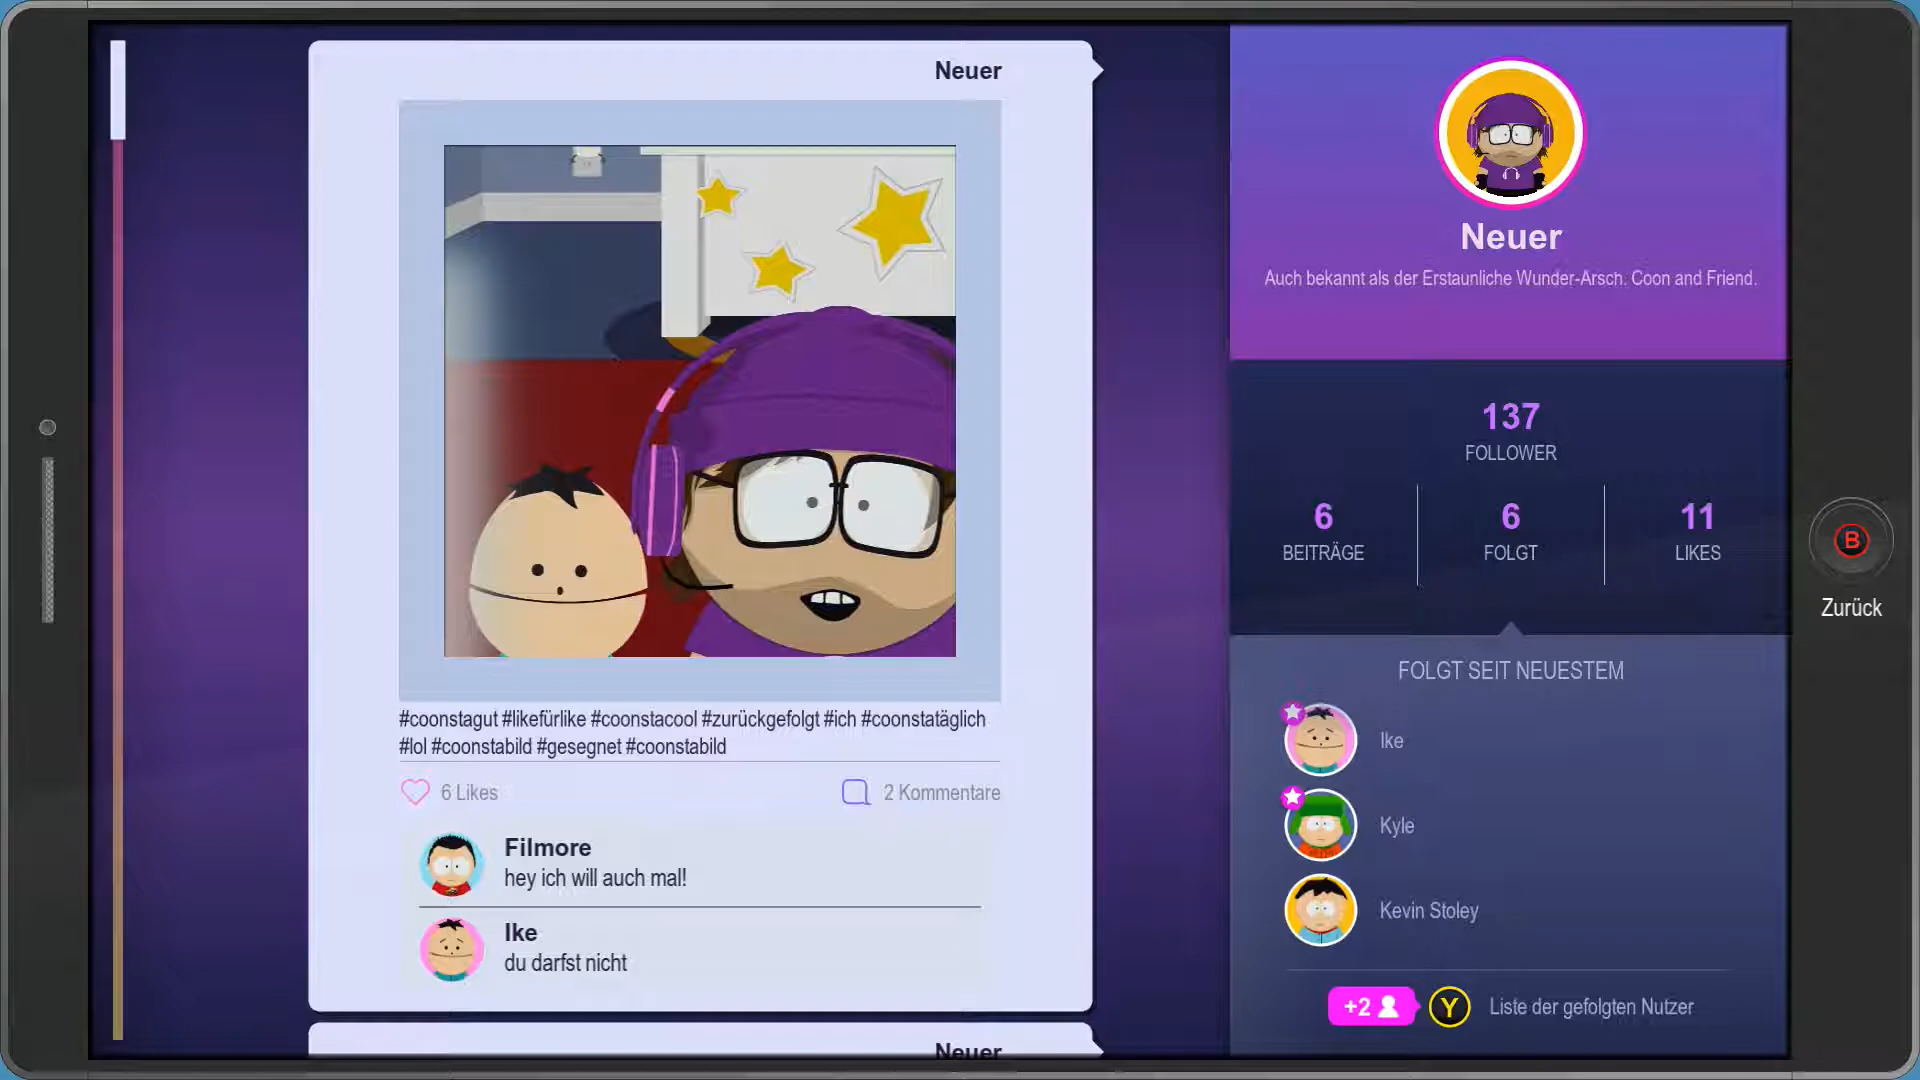 Neuer
#coonstagut #likefürlike #coonstacool #zurückgefolgt #ich #coonstatäglich
#lol #coonstabild #gesegnet #coonstabild
6 Likes
2 Kommentare
Filmore
hey ich will auch mal!
Ike
du darfst nicht
Neuer
Neuer
Auch bekannt als der Erstaunliche Wunder-Arsch. Coon and Friend.
137
FOLLOWER
6
BEITRÄGE
6
FOLGT
11
LIKES
FOLGT SEIT NEUESTEM
Ike
Kyle
Kevin Stoley
+2
Y
Liste der gefolgten Nutzer
B
Zurück